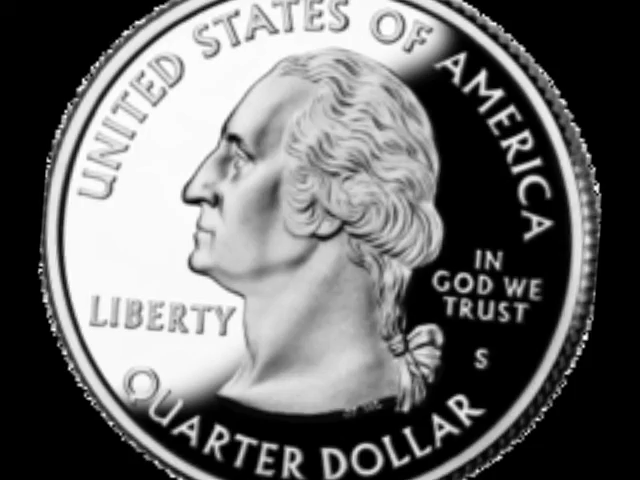 UNITED STATES OF AMERICA
LIBERTY
IN
GOD WE
TRUST
S
QUARTER DOLLAR